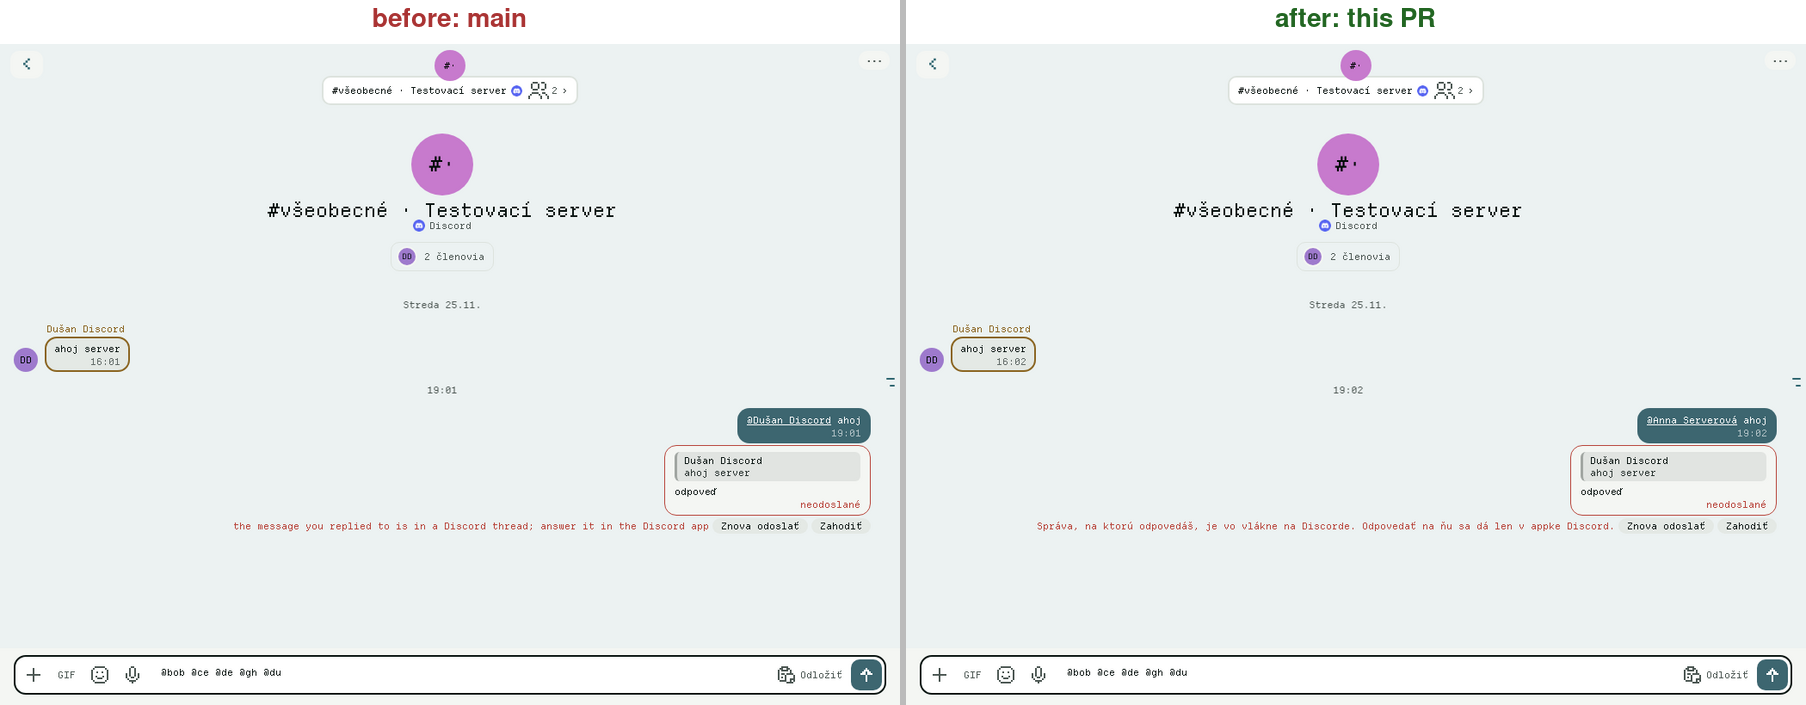 before: main
#·
#všeobecné · Testovací server 2 ›
#·
#všeobecné · Testovací server
Discord
DD 2 členovia
Streda 25.11.
Dušan Discord
DD
ahoj server
16:01
19:01
@Dušan Discord ahoj
19:01
Dušan Discord
ahoj server
odpoveď
neodoslané
the message you replied to is in a Discord thread; answer it in the Discord app Znova odoslať Zahodiť
GIF @bob @ce @de @gh @du Odložiť
after: this PR
#·
#všeobecné · Testovací server 2 ›
#·
#všeobecné · Testovací server
Discord
DD 2 členovia
Streda 25.11.
Dušan Discord
DD
ahoj server
16:02
19:02
@Anna Serverová ahoj
19:02
Dušan Discord
ahoj server
odpoveď
neodoslané
Správa, na ktorú odpovedáš, je vo vlákne na Discorde. Odpovedať na ňu sa dá len v appke Discord. Znova odoslať Zahodiť
GIF @bob @ce @de @gh @du Odložiť